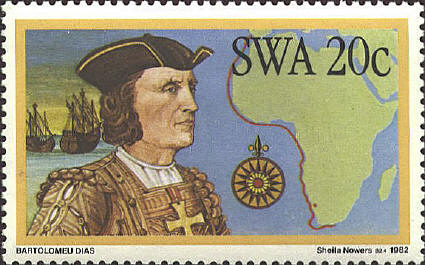 SWA 20c
BARTOLOMEU DIAS
Sheila Nowers 1982